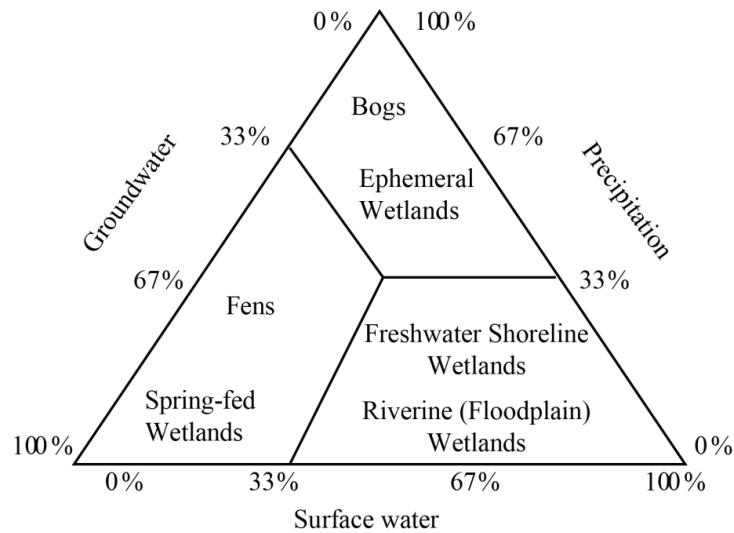 0% 100%
Bogs
33% 67%
Groundwater
Precipitation
Ephemeral
Wetlands
67% 33%
Fens
Freshwater Shoreline
Wetlands
Spring-fed
Wetlands
Riverine (Floodplain)
Wetlands
100% 0%
0% 33% 67% 100%
Surface water